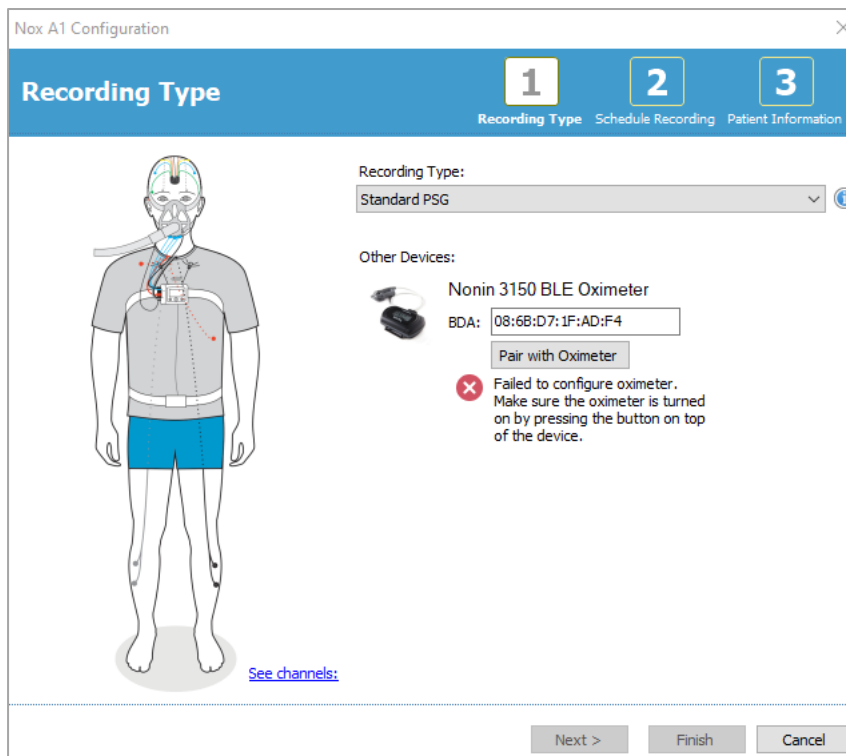 Nox A1 Configuration
Recording Type
1
2
3
Recording Type
Schedule Recording
Patient Information
Recording Type:
Standard PSG
Other Devices:
Nonin 3150 BLE Oximeter
BDA: 08:6B:D7:1F:AD:F4
Pair with Oximeter
Failed to configure oximeter.
Make sure the oximeter is turned
on by pressing the button on top
of the device.
See channels:
Next >
Finish
Cancel